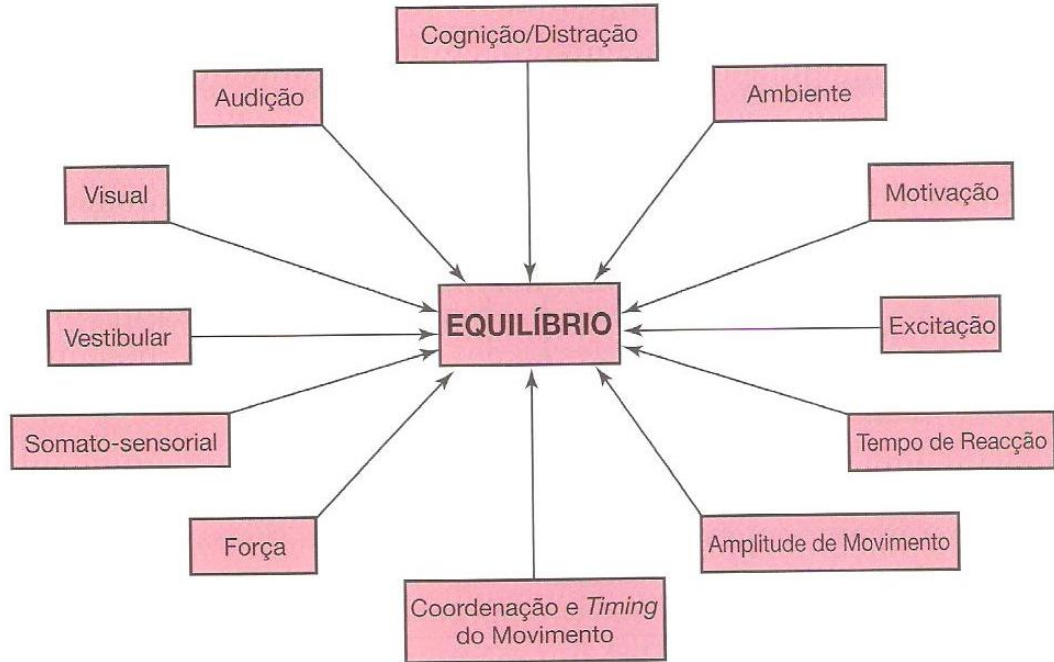 Cognição/Distração
Audição
Ambiente
Visual
Motivação
EQUILÍBRIO
Vestibular
Excitação
Somato-sensorial
Tempo de Reacção
Força
Amplitude de Movimento
Coordenação e Timing
do Movimento